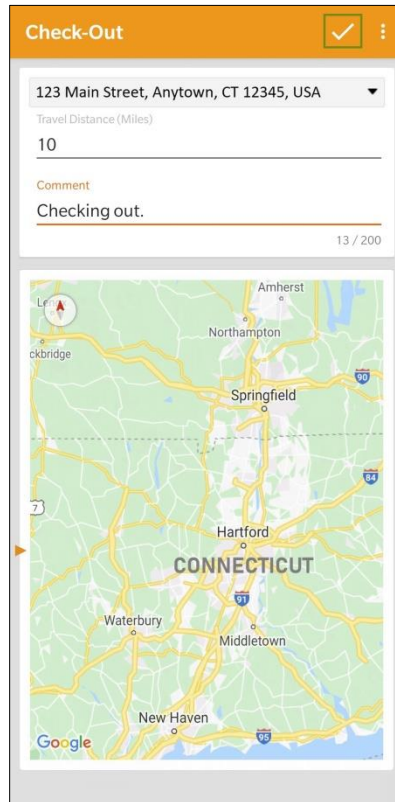 Check-Out
123 Main Street, Anytown, CT 12345, USA
Travel Distance (Miles)
10
Comment
Checking out.
13 / 200
Amherst
Northampton
ckbridge
90
Springfield
84
7
Hartford
CONNECTICUT
91
Waterbury
Middletown
New Haven
95
Google